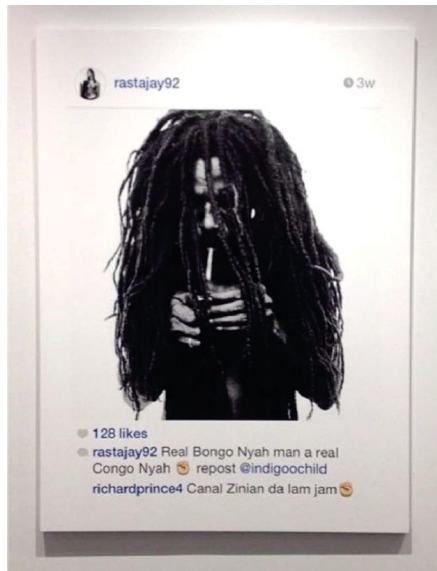 rastajay92 3w
128 likes
rastajay92 Real Bongo Nyah man a real
Congo Nyah ✊ repost @indigoochild
richardprince4 Canal Zinian da lam jam ✊